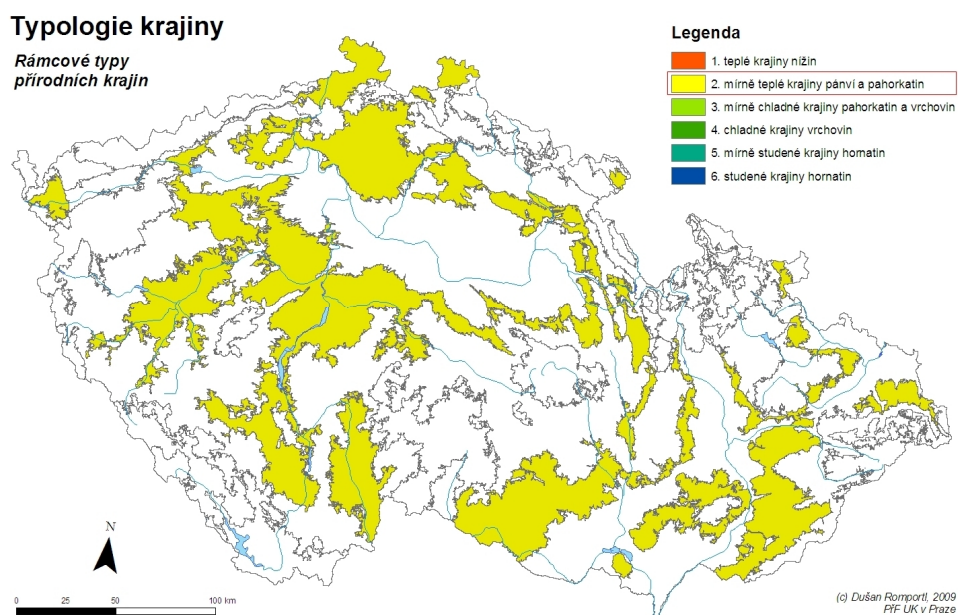 Typologie krajiny
Rámcové typy
přírodních krajin
Legenda
1. teplé krajiny nížin
2. mírně teplé krajiny pánví a pahorkatin
3. mírně chladné krajiny pahorkatin a vrchovin
4. chladné krajiny vrchovin
5. mírně studené krajiny hornatin
6. studené krajiny hornatin
N
0 25 50 100 km
(c) Dušan Romportl, 2009
PřF UK v Praze